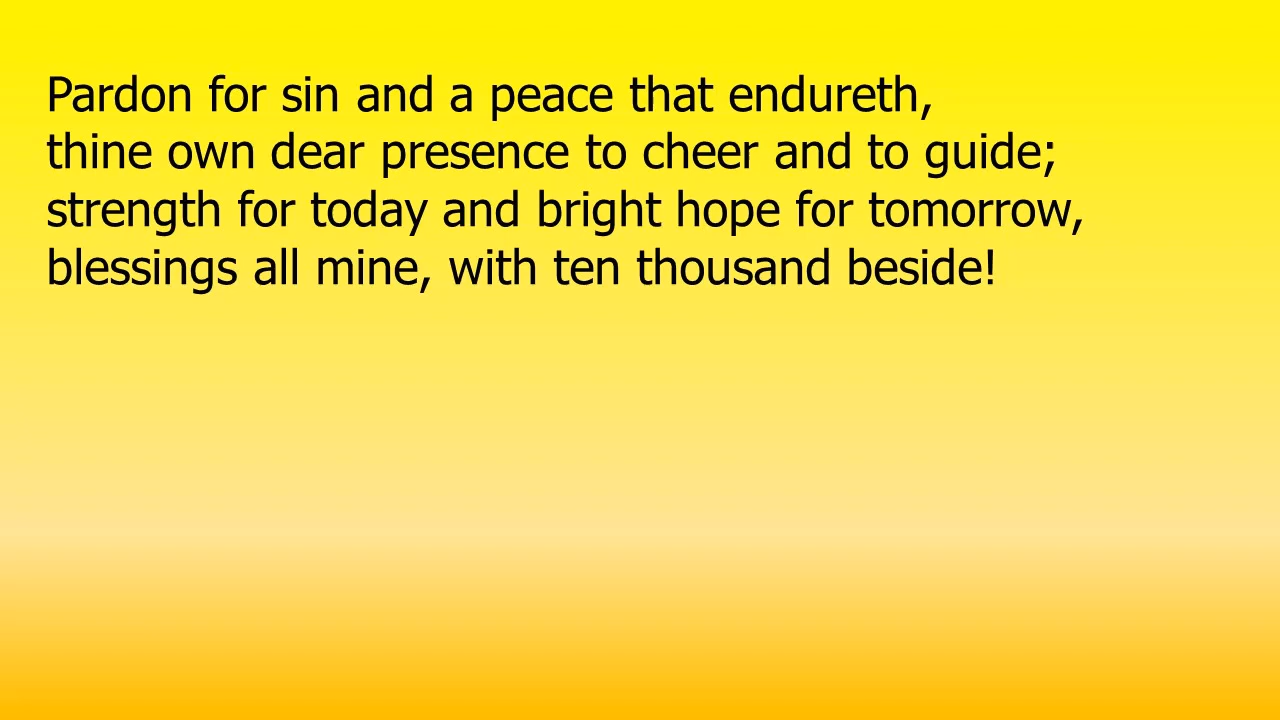 Pardon for sin and a peace that endureth,
thine own dear presence to cheer and to guide;
strength for today and bright hope for tomorrow,
blessings all mine, with ten thousand beside!